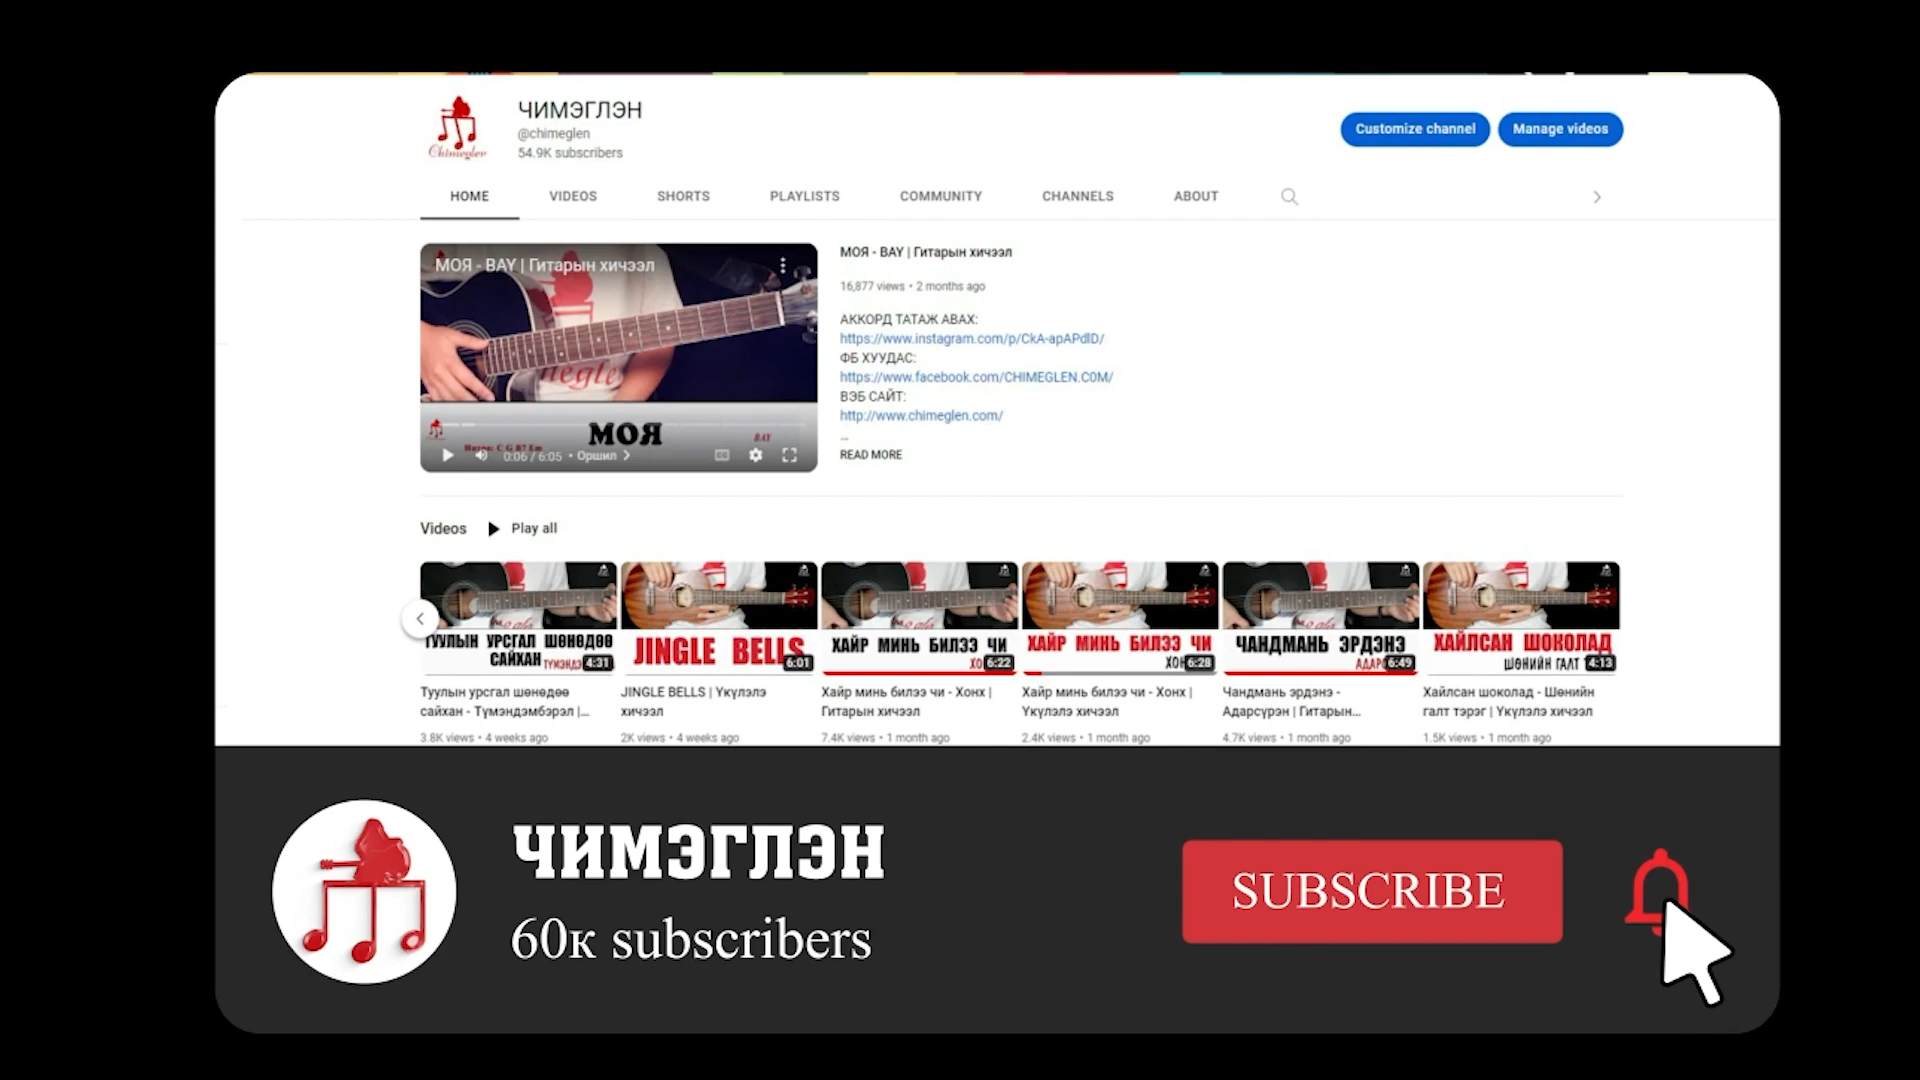 ЧИМЭГЛЭН
@chimeglen
54.9K subscribers
Chimeglen
Customize channel
Manage videos
HOME
VIDEOS
SHORTS
PLAYLISTS
COMMUNITY
CHANNELS
ABOUT
МОЯ - BAY | Гитарын хичээл
МОЯ
BAY
0:06 / 6:05 • Оршил
МОЯ - BAY | Гитарын хичээл
16,877 views • 2 months ago
АККОРД ТАТАЖ АВАХ:
https://www.instagram.com/p/CkA-apAPdlD/
ФБ ХУУДАС:
https://www.facebook.com/CHIMEGLEN.C0M/
ВЭБ САЙТ:
http://www.chimeglen.com/
...
READ MORE
Videos
Play all
ТУУЛЫН УРСГАЛ ШӨНӨДӨӨ
САЙХАН
4:31
JINGLE BELLS
6:01
ХАЙР МИНЬ БИЛЭЭ ЧИ
6:22
ХАЙР МИНЬ БИЛЭЭ ЧИ
6:28
ЧАНДМАНЬ ЭРДЭНЭ
6:49
ХАЙЛСАН ШОКОЛАД
ШӨНИЙН ГАЛТ
4:13
Туулын урсгал шөнөдөө
сайхан - Түмэндэмбэрэл |...
3.8K views • 4 weeks ago
JINGLE BELLS | Үкүлэлэ
хичээл
2K views • 4 weeks ago
Хайр минь билээ чи - Хонх |
Гитарын хичээл
7.4K views • 1 month ago
Хайр минь билээ чи - Хонх |
Үкүлэлэ хичээл
2.4K views • 1 month ago
Чандмань эрдэнэ -
Адарсүрэн | Гитарын...
4.7K views • 1 month ago
Хайлсан шоколад - Шөнийн
галт тэрэг | Үкүлэлэ хичээл
1.5K views • 1 month ago
ЧИМЭГЛЭН
60к subscribers
SUBSCRIBE